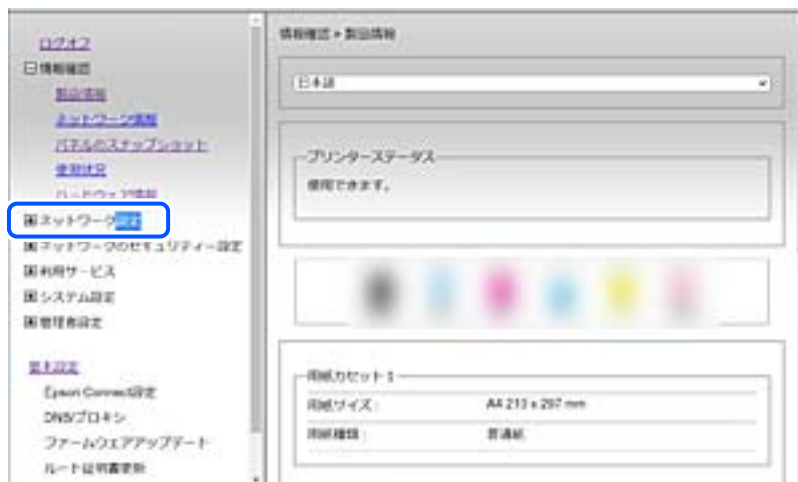 ログオフ
情報確認
製品情報
ネットワーク情報
パネルのスナップショット
使用状況
ハードウェア情報
ネットワーク設定
ネットワークのセキュリティー設定
利用サービス
システム設定
管理者設定
基本設定
Epson Connect設定
DNS/プロキシ
ファームウェアアップデート
ルート証明書更新
情報確認 > 製品情報
日本語
プリンターステータス
使用できます。
用紙カセット 1
用紙サイズ : A4 210 x 297 mm
用紙種類 : 普通紙